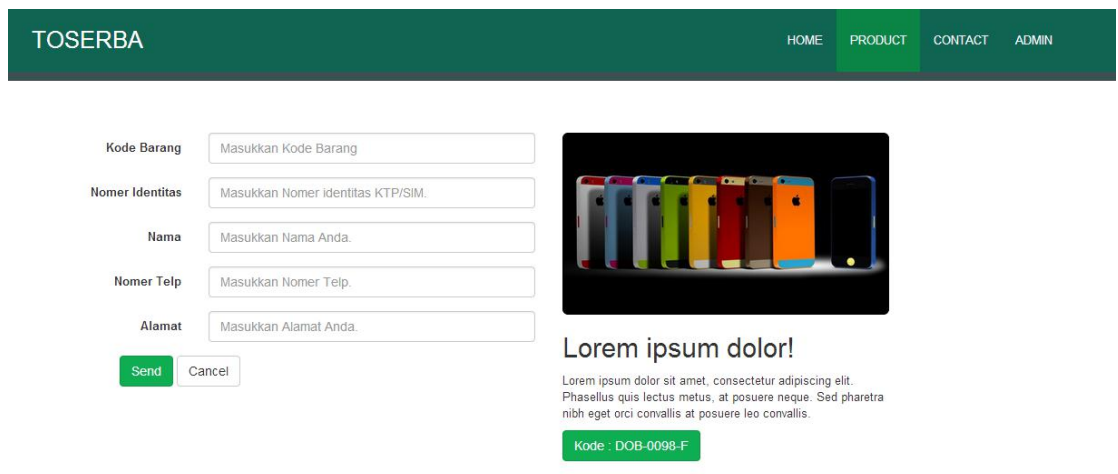 TOSERBA
HOME PRODUCT CONTACT ADMIN
Kode Barang Masukkan Kode Barang
Nomer Identitas Masukkan Nomer identitas KTP/SIM.
Nama Masukkan Nama Anda.
Nomer Telp Masukkan Nomer Telp.
Alamat Masukkan Alamat Anda.
Send Cancel
Lorem ipsum dolor!
Lorem ipsum dolor sit amet, consectetur adipiscing elit.
Phasellus quis lectus metus, at posuere neque. Sed pharetra
nibh eget orci convallis at posuere leo convallis.
Kode : DOB-0098-F